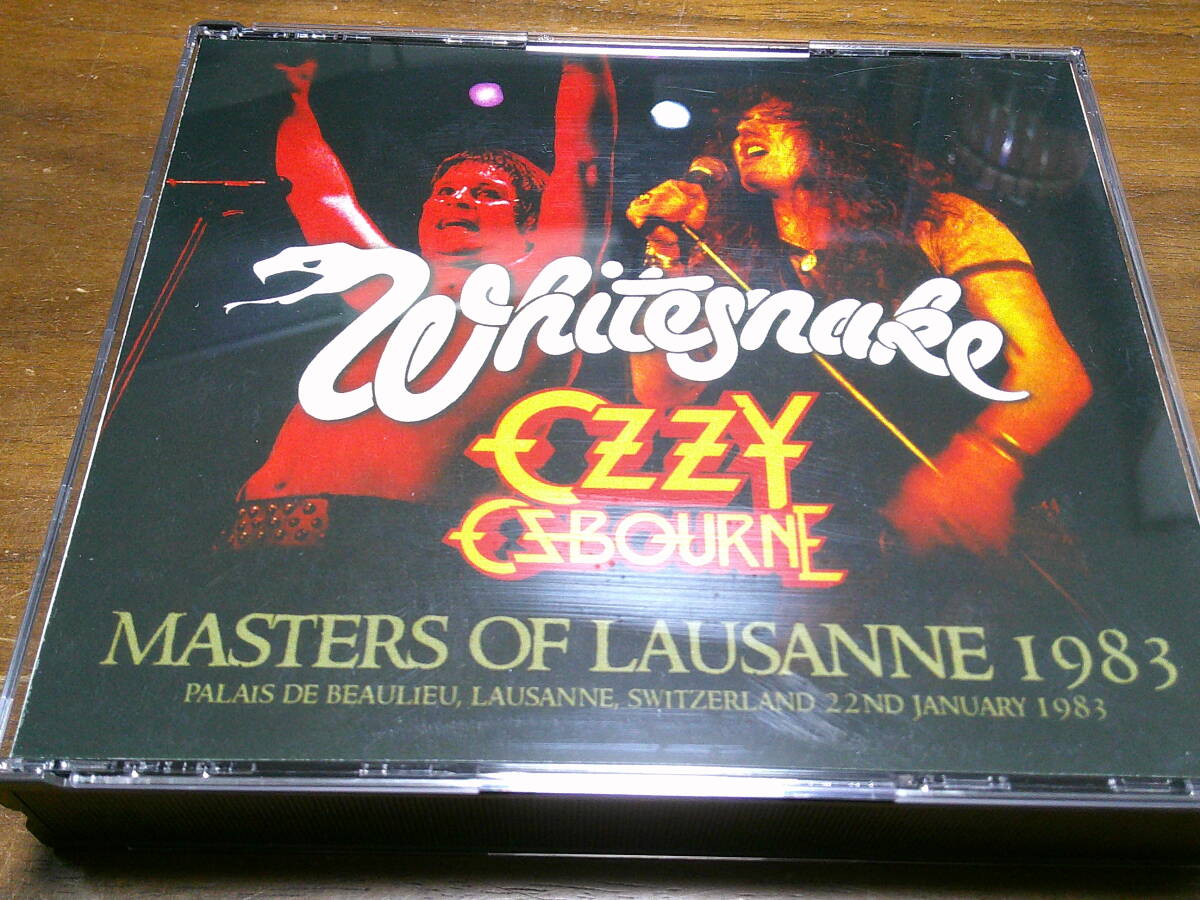 Whitesnake
OZZY
OSBOURNE
MASTERS OF LAUSANNE 1983
PALAIS DE BEAULIEU, LAUSANNE, SWITZERLAND 22ND JANUARY 1983